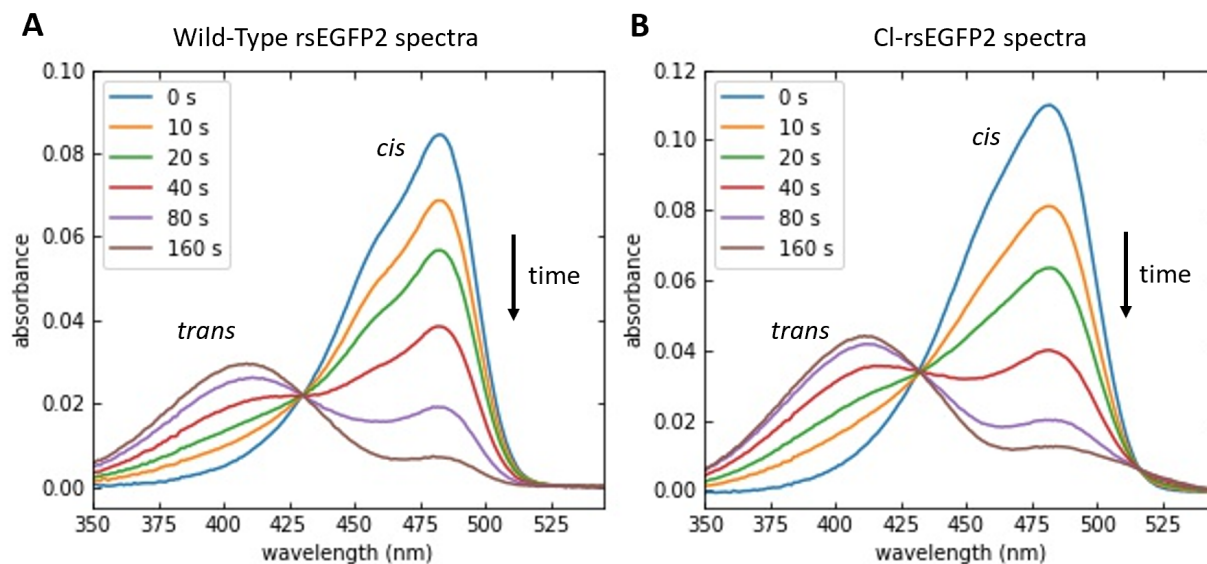 A
Wild-Type rsEGFP2 spectra
0.10
0.08
0.06
0.04
0.02
0.00
absorbance
0 s
10 s
20 s
40 s
80 s
160 s
cis
trans
time
350 375 400 425 450 475 500 525
wavelength (nm)
B
Cl-rsEGFP2 spectra
0.12
0.10
0.08
0.06
0.04
0.02
0.00
absorbance
0 s
10 s
20 s
40 s
80 s
160 s
cis
trans
time
350 375 400 425 450 475 500 525
wavelength (nm)